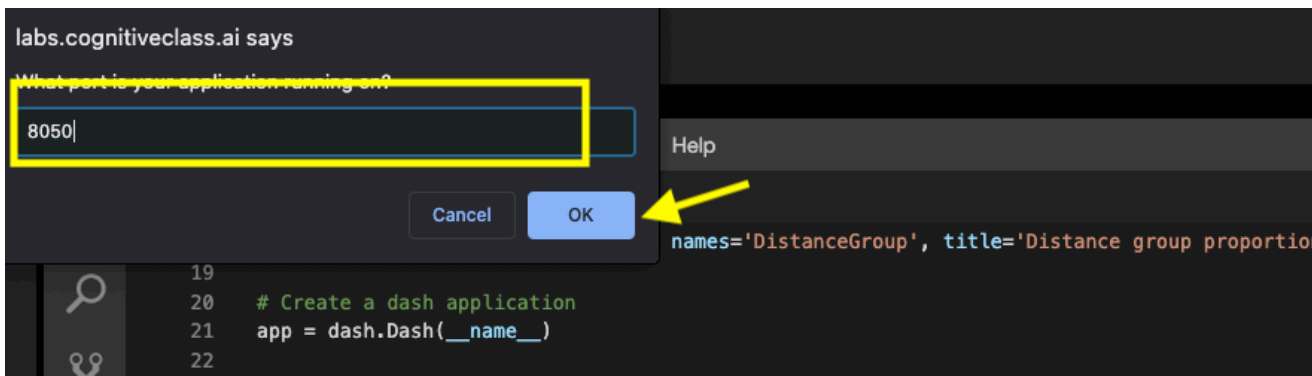 labs.cognitiveclass.ai says
What port is your application running on?
8050
Help
Cancel
OK
names='DistanceGroup', title='Distance group proportio
19
20 # Create a dash application
21 app = dash.Dash(__name__)
22